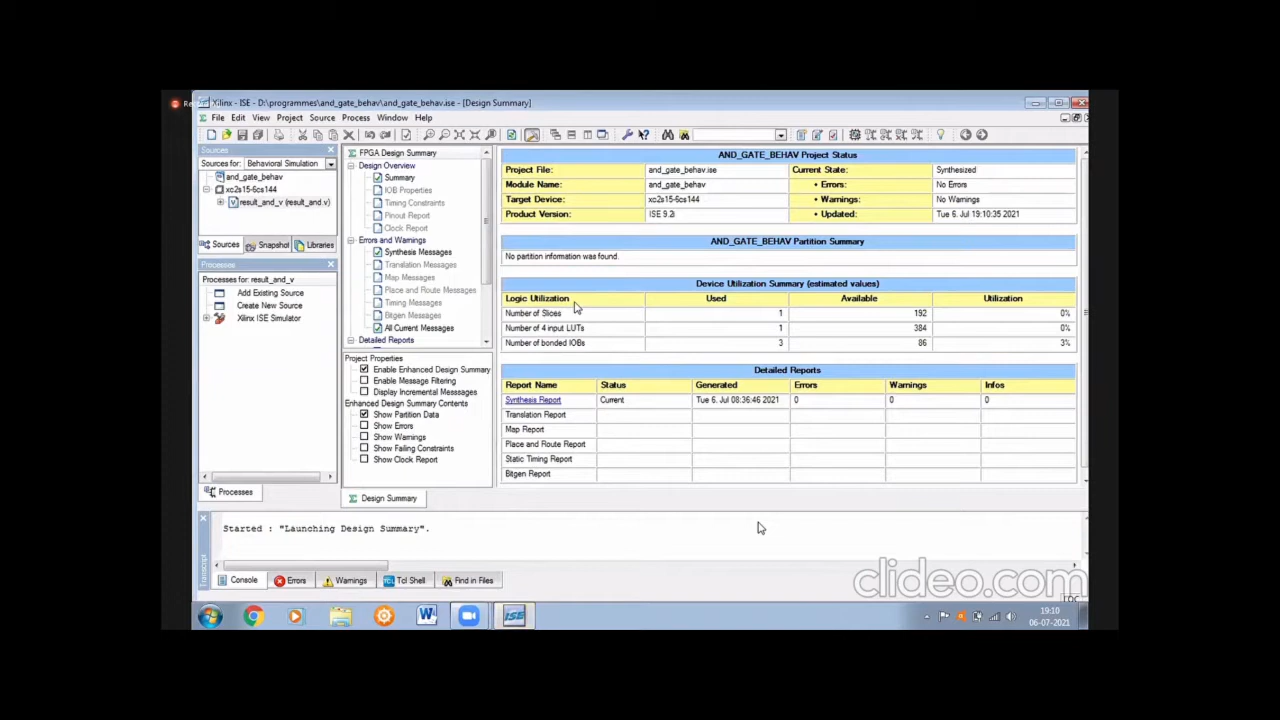 Xilinx - ISE - D:\programmes\and_gate_behav\and_gate_behav.ise - [Design Summary]
File Edit View Project Source Process Window Help
Sources
Sources for: Behavioral Simulation
and_gate_behav
xc2s15-6cs144
result_and_v (result_and.v)
Sources Snapshot Libraries
Processes
Processes for: result_and_v
Add Existing Source
Create New Source
Xilinx ISE Simulator
Processes
FPGA Design Summary
Design Overview
Summary
IOB Properties
Timing Constraints
Pinout Report
Clock Report
Errors and Warnings
Synthesis Messages
Translation Messages
Map Messages
Place and Route Messages
Timing Messages
Bitgen Messages
All Current Messages
Detailed Reports
Project Properties
Enable Enhanced Design Summary
Enable Message Filtering
Display Incremental Messages
Enhanced Design Summary Contents
Show Partition Data
Show Errors
Show Warnings
Show Failing Constraints
Show Clock Report
Design Summary
AND_GATE_BEHAV Project Status
Project File: and_gate_behav.ise Current State: Synthesized
Module Name: and_gate_behav • Errors: No Errors
Target Device: xc2s15-6cs144 • Warnings: No Warnings
Product Version: ISE 9.2i • Updated: Tue 6. Jul 19:10:35 2021
AND_GATE_BEHAV Partition Summary
No partition information was found.
Device Utilization Summary (estimated values)
Logic Utilization Used Available Utilization
Number of Slices 1 192 0%
Number of 4 input LUTs 1 384 0%
Number of bonded IOBs 3 86 3%
Detailed Reports
Report Name Status Generated Errors Warnings Infos
Synthesis Report Current Tue 6. Jul 08:36:46 2021 0 0 0
Translation Report
Map Report
Place and Route Report
Static Timing Report
Bitgen Report
Started : "Launching Design Summary".
Transcript
Console Errors Warnings Tcl Shell Find in Files
clideo.com
ISE
19:10
06-07-2021